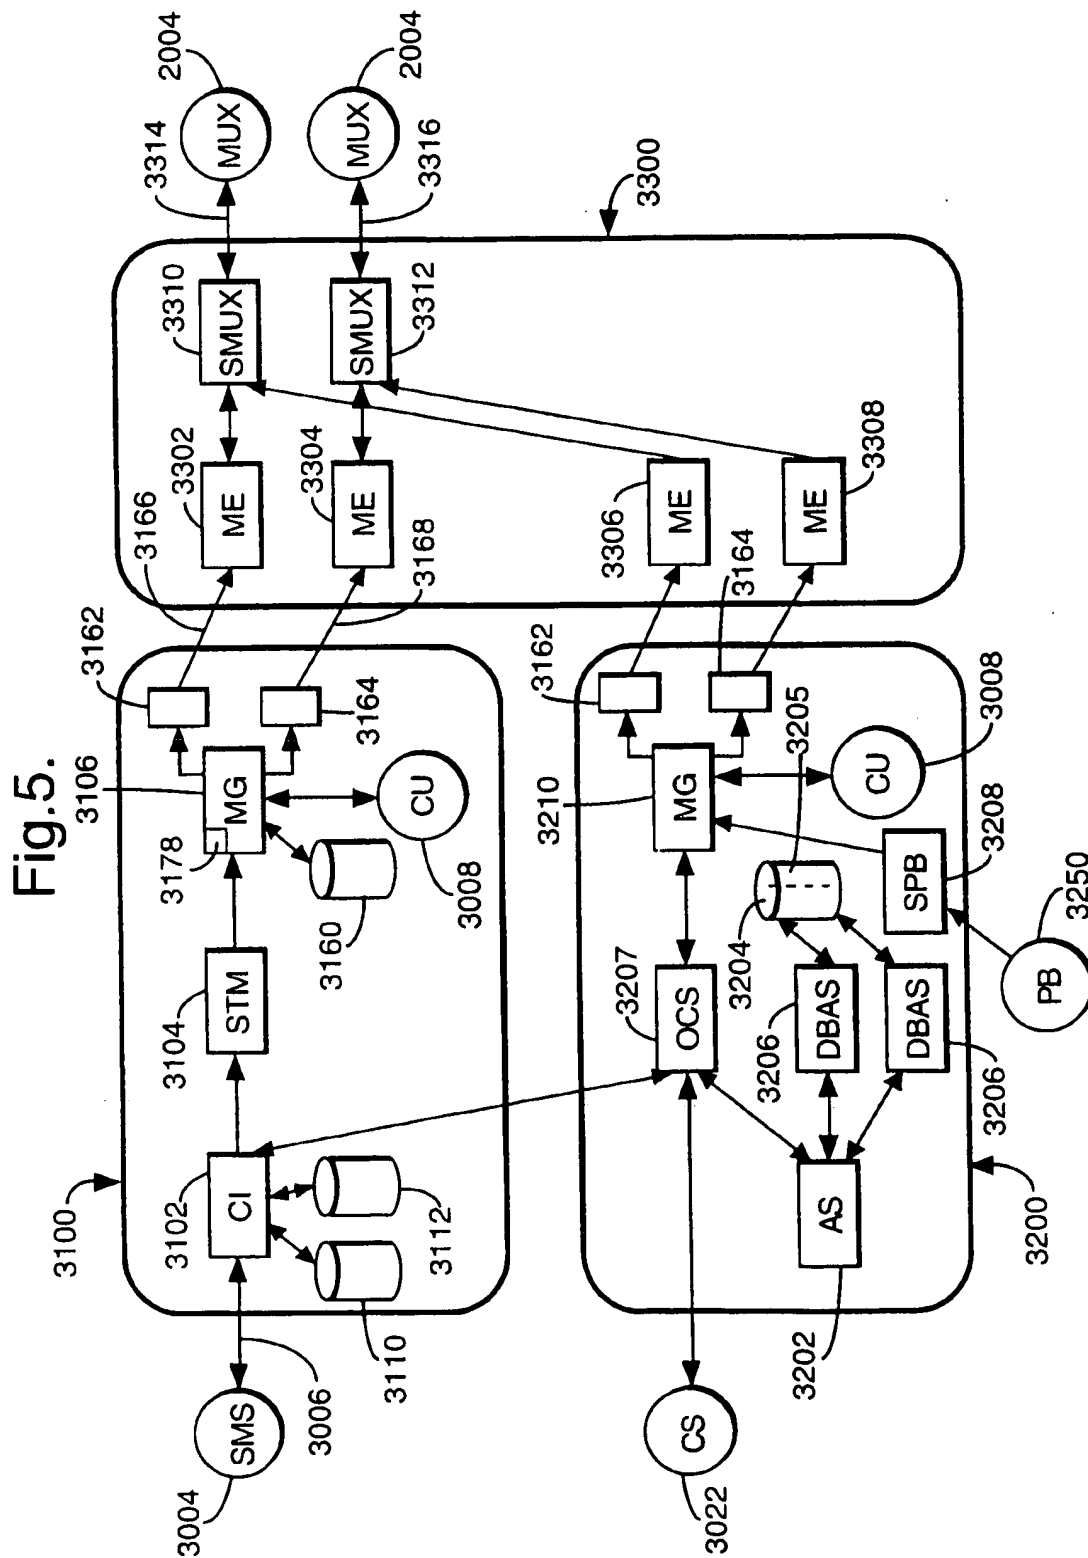 Fig.5.
3004
SMS
3006
3100
3102
CI
3110
3112
3104
STM
3106
3178
MG
3160
3008
CU
3162
3164
3166
3168
3302
ME
3304
ME
3310
SMUX
3312
SMUX
3314
3316
2004
MUX
2004
MUX
3300
3306
ME
3164
3308
ME
3022
CS
3202
AS
3200
3207
OCS
3206
DBAS
DBAS
3206
3204
3205
3210
MG
3162
CU
3008
SPB
3208
PB
3250